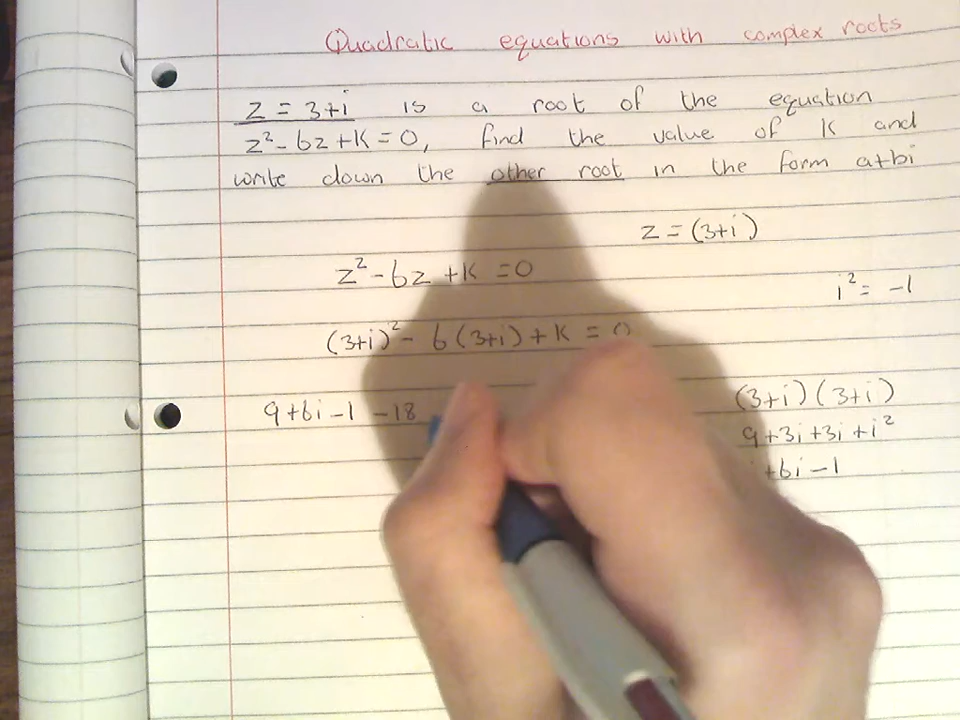 Quadratic equations with complex roots
z = 3+i is a root of the equation
z² - 6z + K = 0, find the value of K and
write down the other root in the form a+bi
z = (3+i)
z² - 6z + K = 0
i² = -1
(3+i)² - 6(3+i) + K = 0
(3+i)(3+i)
9+6i-1 -18
9+3i+3i+i²
+6i-1